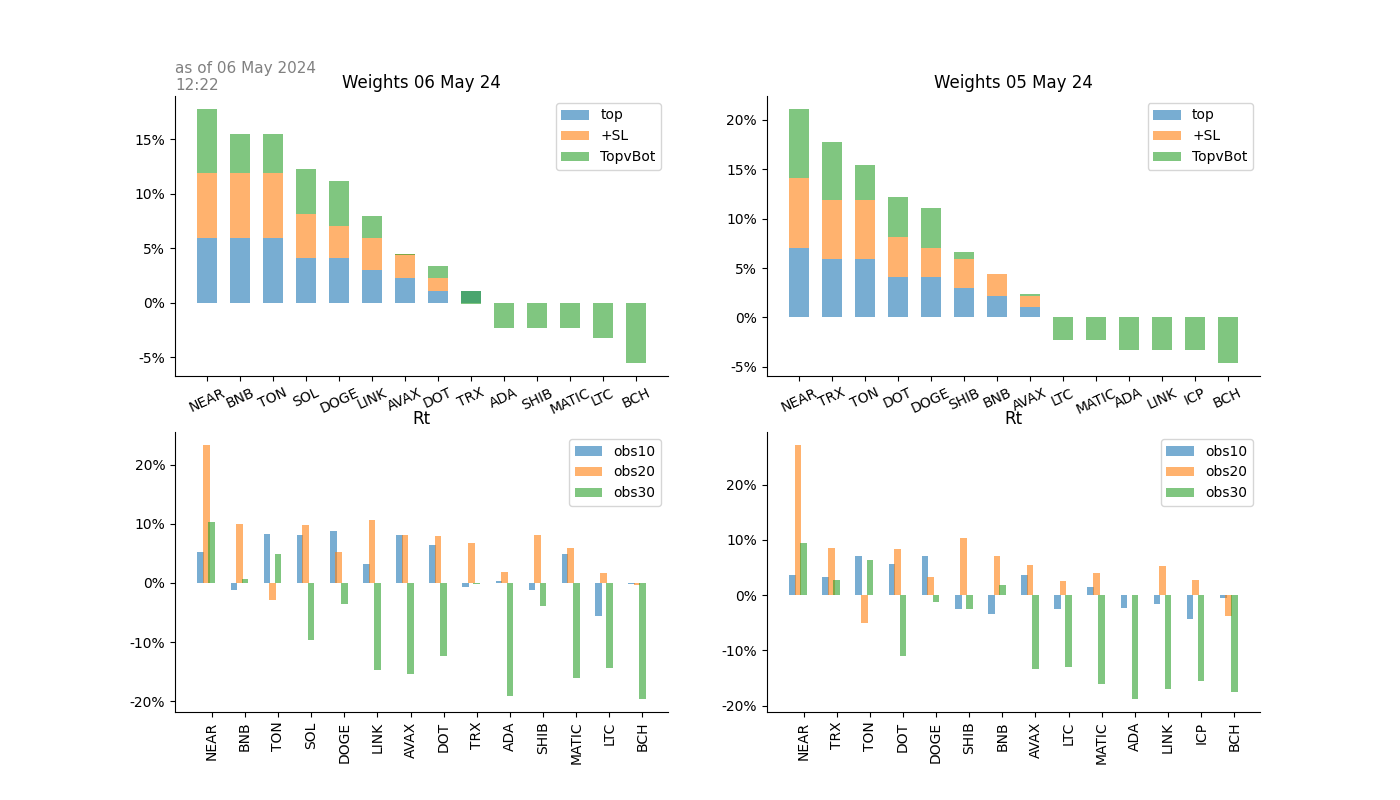 as of 06 May 2024
12:22
Weights 06 May 24
top
+SL
TopvBot
15%
10%
5%
0%
-5%
NEAR BNB TON SOL DOGE LINK AVAX DOT TRX ADA SHIB MATIC LTC BCH
Weights 05 May 24
top
+SL
TopvBot
20%
15%
10%
5%
0%
-5%
NEAR TRX TON DOT DOGE SHIB BNB AVAX LTC MATIC ADA LINK ICP BCH
Rt
obs10
obs20
obs30
20%
10%
0%
-10%
-20%
NEAR BNB TON SOL DOGE LINK AVAX DOT TRX ADA SHIB MATIC LTC BCH
Rt
obs10
obs20
obs30
20%
10%
0%
-10%
-20%
NEAR TRX TON DOT DOGE SHIB BNB AVAX LTC MATIC ADA LINK ICP BCH